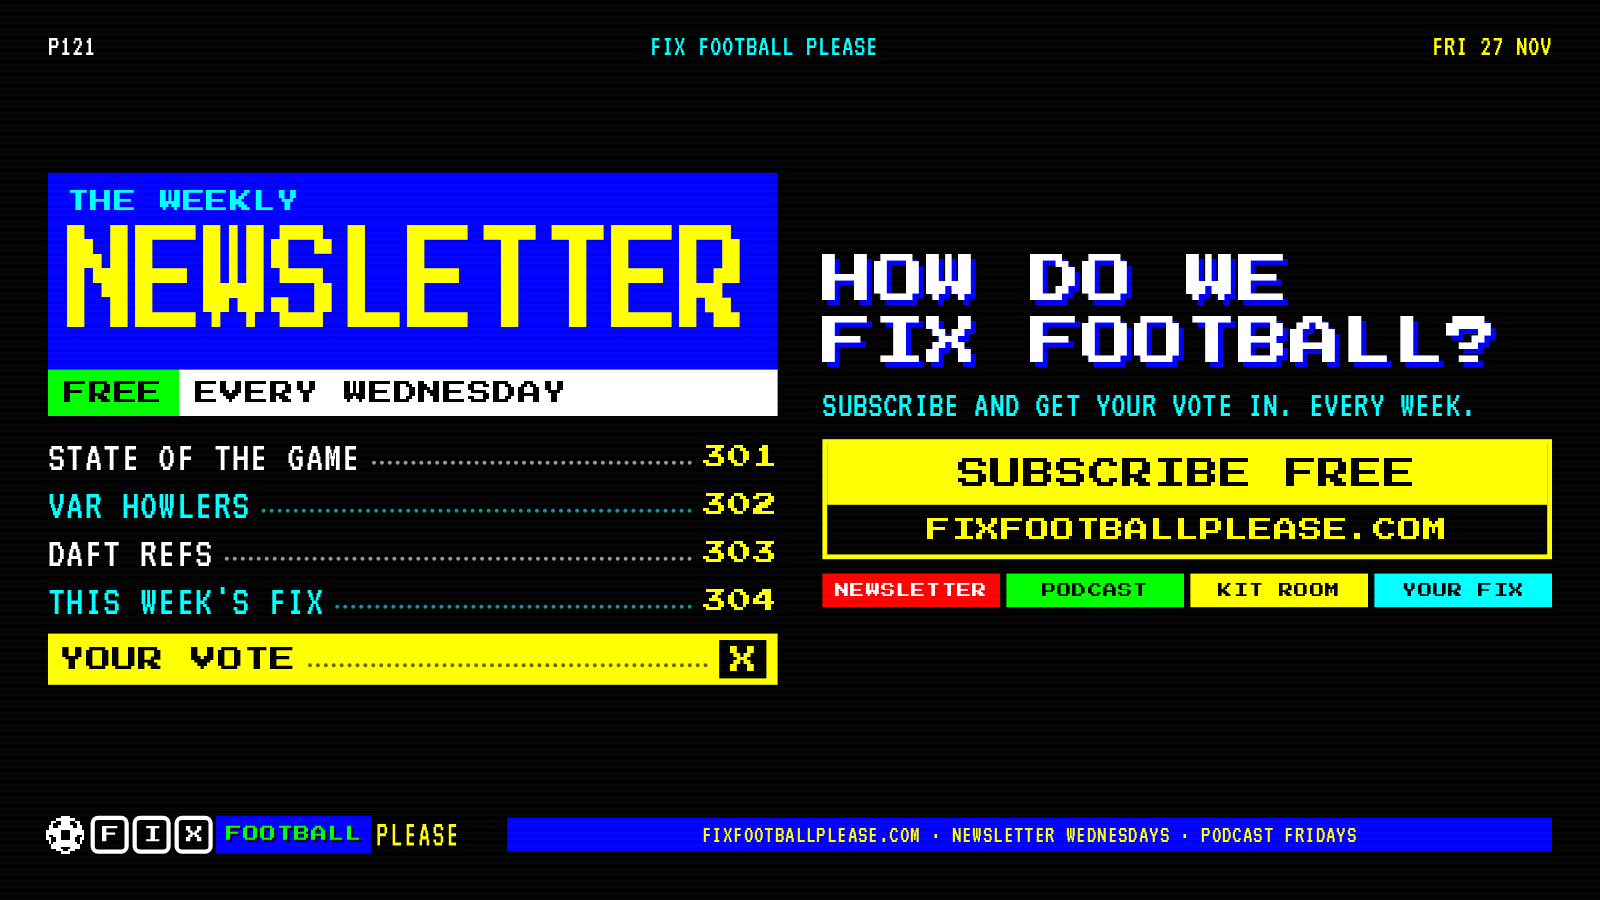 P121
FIX FOOTBALL PLEASE
FRI 27 NOV
THE WEEKLY
NEWSLETTER
FREE EVERY WEDNESDAY
STATE OF THE GAME 301
VAR HOWLERS 302
DAFT REFS 303
THIS WEEK'S FIX 304
YOUR VOTE X
HOW DO WE
FIX FOOTBALL?
SUBSCRIBE AND GET YOUR VOTE IN. EVERY WEEK.
SUBSCRIBE FREE
FIXFOOTBALLPLEASE.COM
NEWSLETTER PODCAST KIT ROOM YOUR FIX
FIX FOOTBALL PLEASE
FIXFOOTBALLPLEASE.COM · NEWSLETTER WEDNESDAYS · PODCAST FRIDAYS